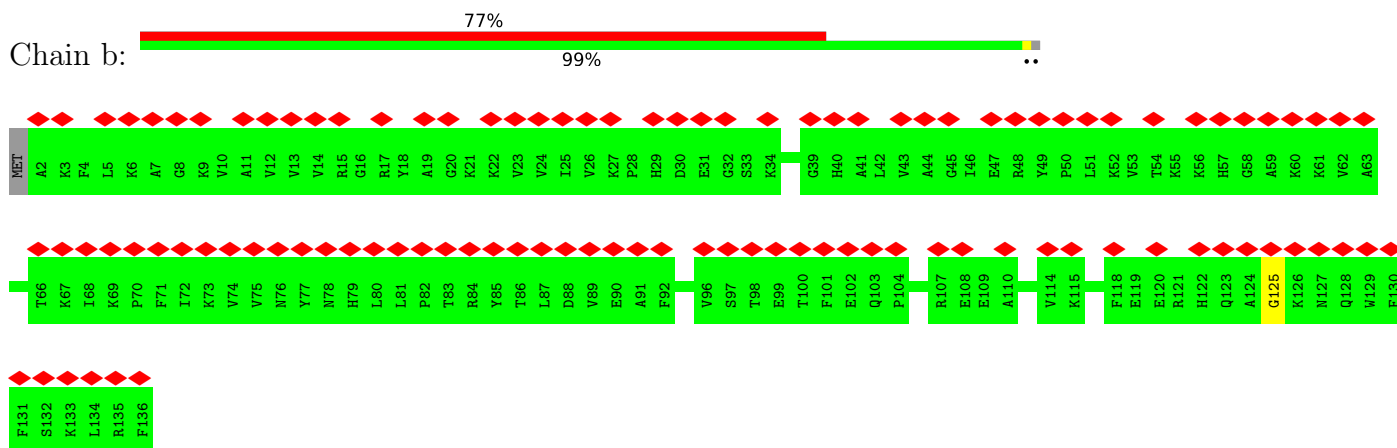 77%
Chain b:
99%
..
MET A2 K3 F4 L5 K6 A7 G8 K9 V10 A11 V12 V13 V14 R15 G16 R17 Y18 A19 G20 K21 K22 V23 V24 I25 V26 K27 P28 H29 D30 E31 G32 S33 K34 G39 H40 A41 L42 V43 A44 G45 I46 E47 R48 Y49 P50 L51 K52 V53 T54 K55 K56 H57 G58 A59 K60 K61 V62 A63
T66 K67 I68 K69 P70 F71 I72 K73 V74 V75 N76 Y77 N78 H79 L80 L81 P82 T83 R84 Y85 T86 L87 D88 V89 E90 A91 F92 V96 S97 T98 E99 T100 F101 E102 Q103 P104 R107 E108 E109 A110 V114 K115 F118 E119 E120 R121 H122 Q123 A124 G125 K126 N127 Q128 W129 F130
F131 S132 K133 L134 R135 F136